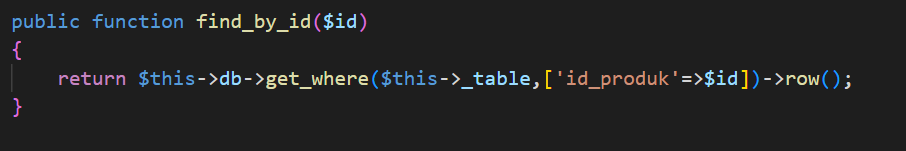 public function find_by_id($id)
{
    return $this->db->get_where($this->_table,['id_produk'=>$id])->row();
}